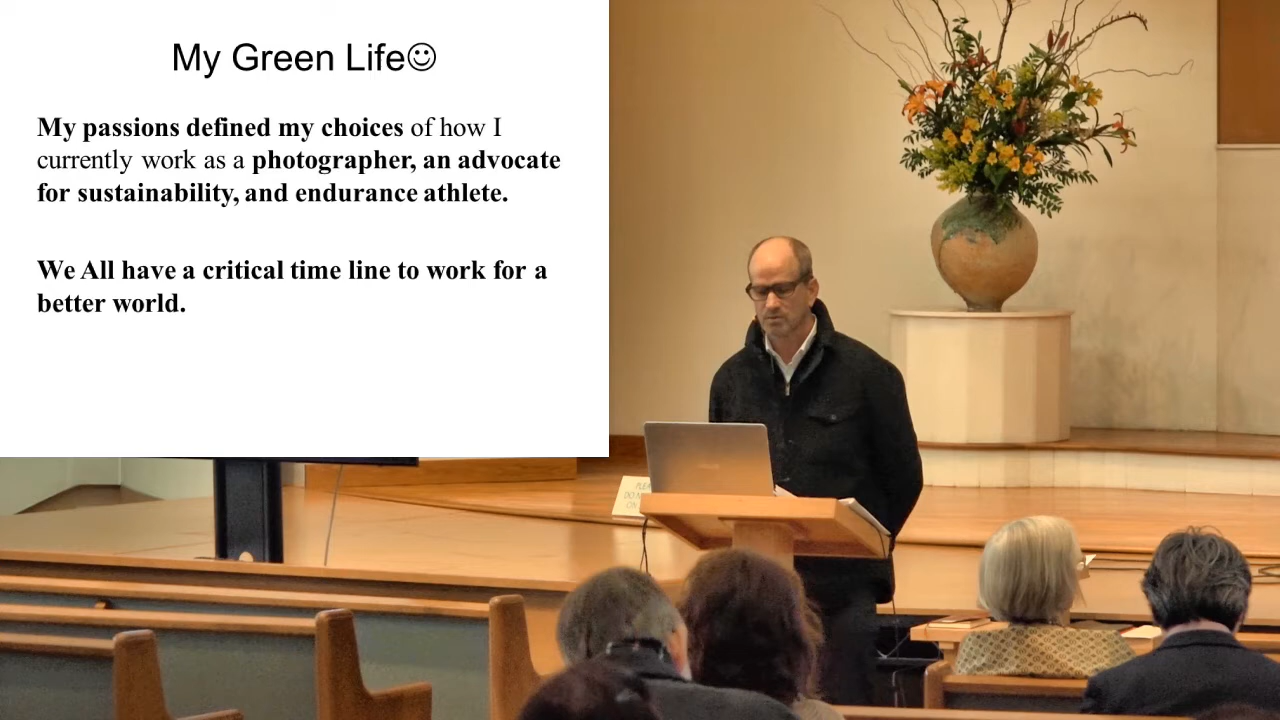 My Green Life☺
My passions defined my choices of how I
currently work as a photographer, an advocate
for sustainability, and endurance athlete.
We All have a critical time line to work for a
better world.